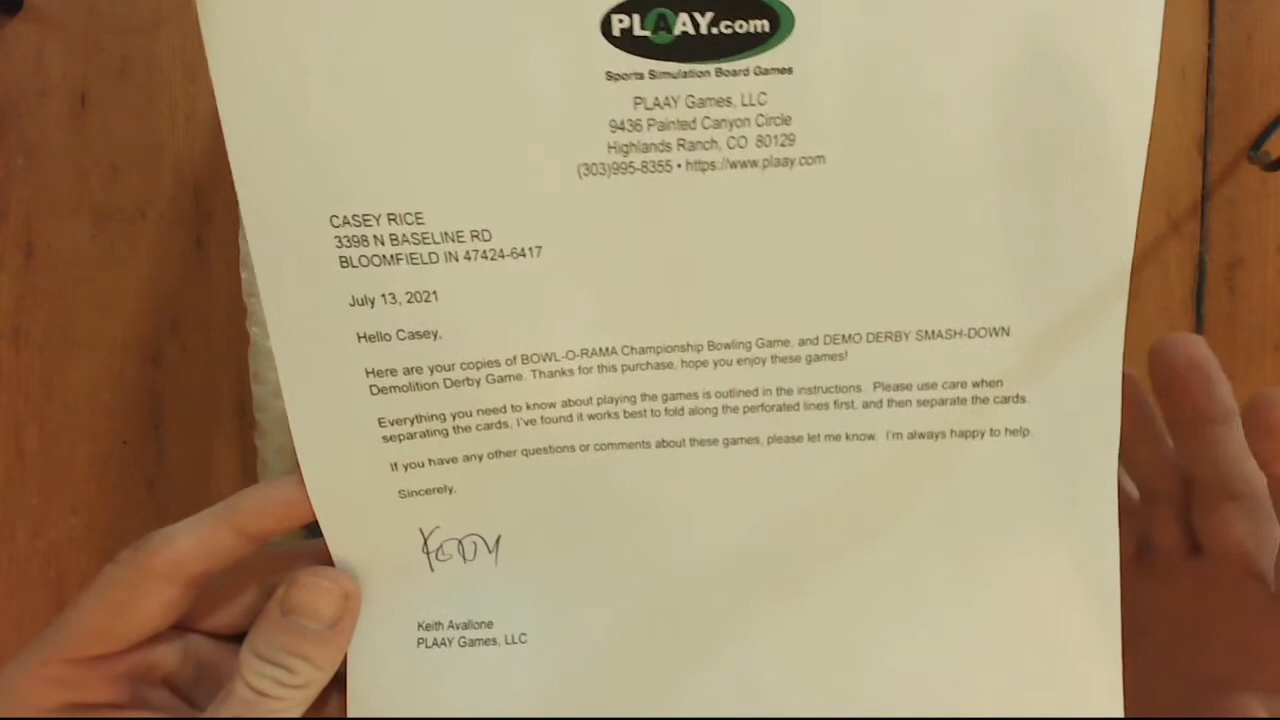 PLAAY.com
Sports Simulation Board Games
PLAAY Games, LLC
9436 Painted Canyon Circle
Highlands Ranch, CO 80129
(303)995-8355 • https://www.plaay.com
CASEY RICE
3398 N BASELINE RD
BLOOMFIELD IN 47424-6417
July 13, 2021
Hello Casey,
Here are your copies of BOWL-O-RAMA Championship Bowling Game, and DEMO DERBY SMASH-DOWN
Demolition Derby Game. Thanks for this purchase, hope you enjoy these games!
Everything you need to know about playing the games is outlined in the instructions. Please use care when
separating the cards, I've found it works best to fold along the perforated lines first, and then separate the cards.
If you have any other questions or comments about these games, please let me know. I'm always happy to help.
Sincerely,
Keith Avallone
PLAAY Games, LLC